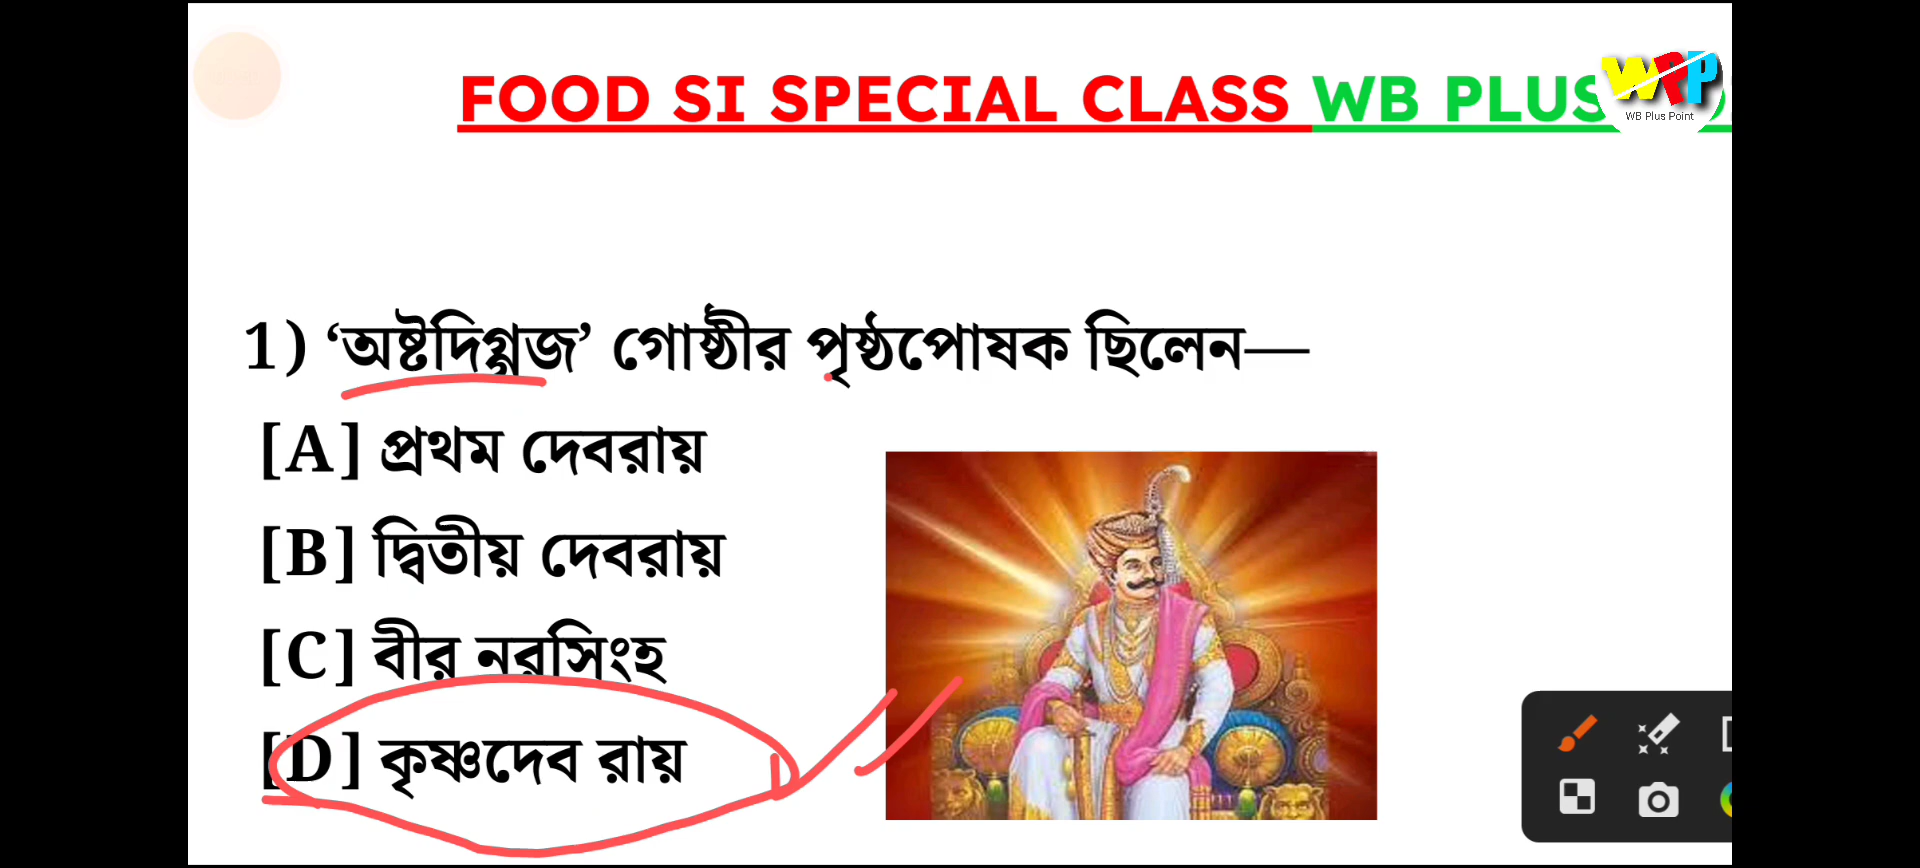 FOOD SI SPECIAL CLASS WB PLUS
WRP
WB Plus Point
1) ‘অষ্টদিগ্গজ’ গোষ্ঠীর পৃষ্ঠপোষক ছিলেন—
[A] প্রথম দেবরায়
[B] দ্বিতীয় দেবরায়
[C] বীর নরসিংহ
[D] কৃষ্ণদেব রায়